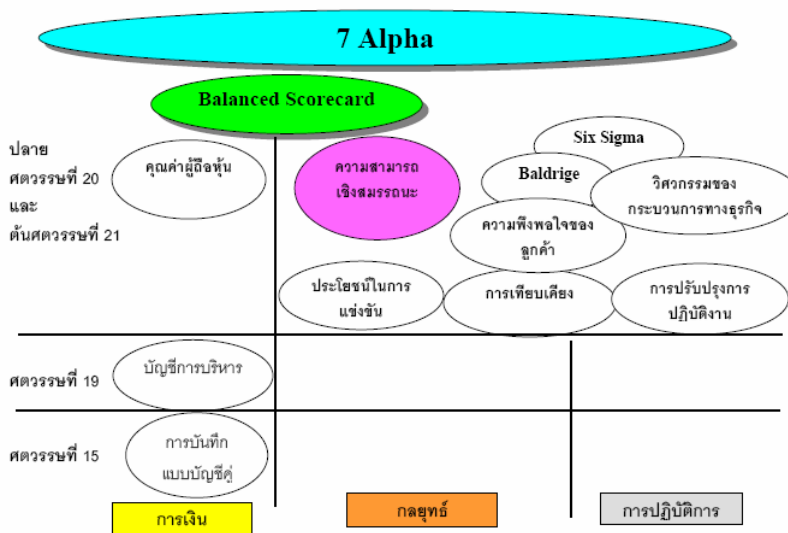 7 Alpha
Balanced Scorecard
ปลาย
ศตวรรษที่ 20
และ
ต้นศตวรรษที่ 21
คุณค่าผู้ถือหุ้น
ความสามารถ
เชิงสมรรถนะ
Six Sigma
Baldrige
วิศวกรรมของ
กระบวนการทางธุรกิจ
ความพึงพอใจของ
ลูกค้า
ประโยชน์ในการ
แข่งขัน
การเทียบเคียง
การปรับปรุงการ
ปฏิบัติงาน
ศตวรรษที่ 19
บัญชีการบริหาร
ศตวรรษที่ 15
การบันทึก
แบบบัญชีคู่
การเงิน
กลยุทธ์
การปฏิบัติการ